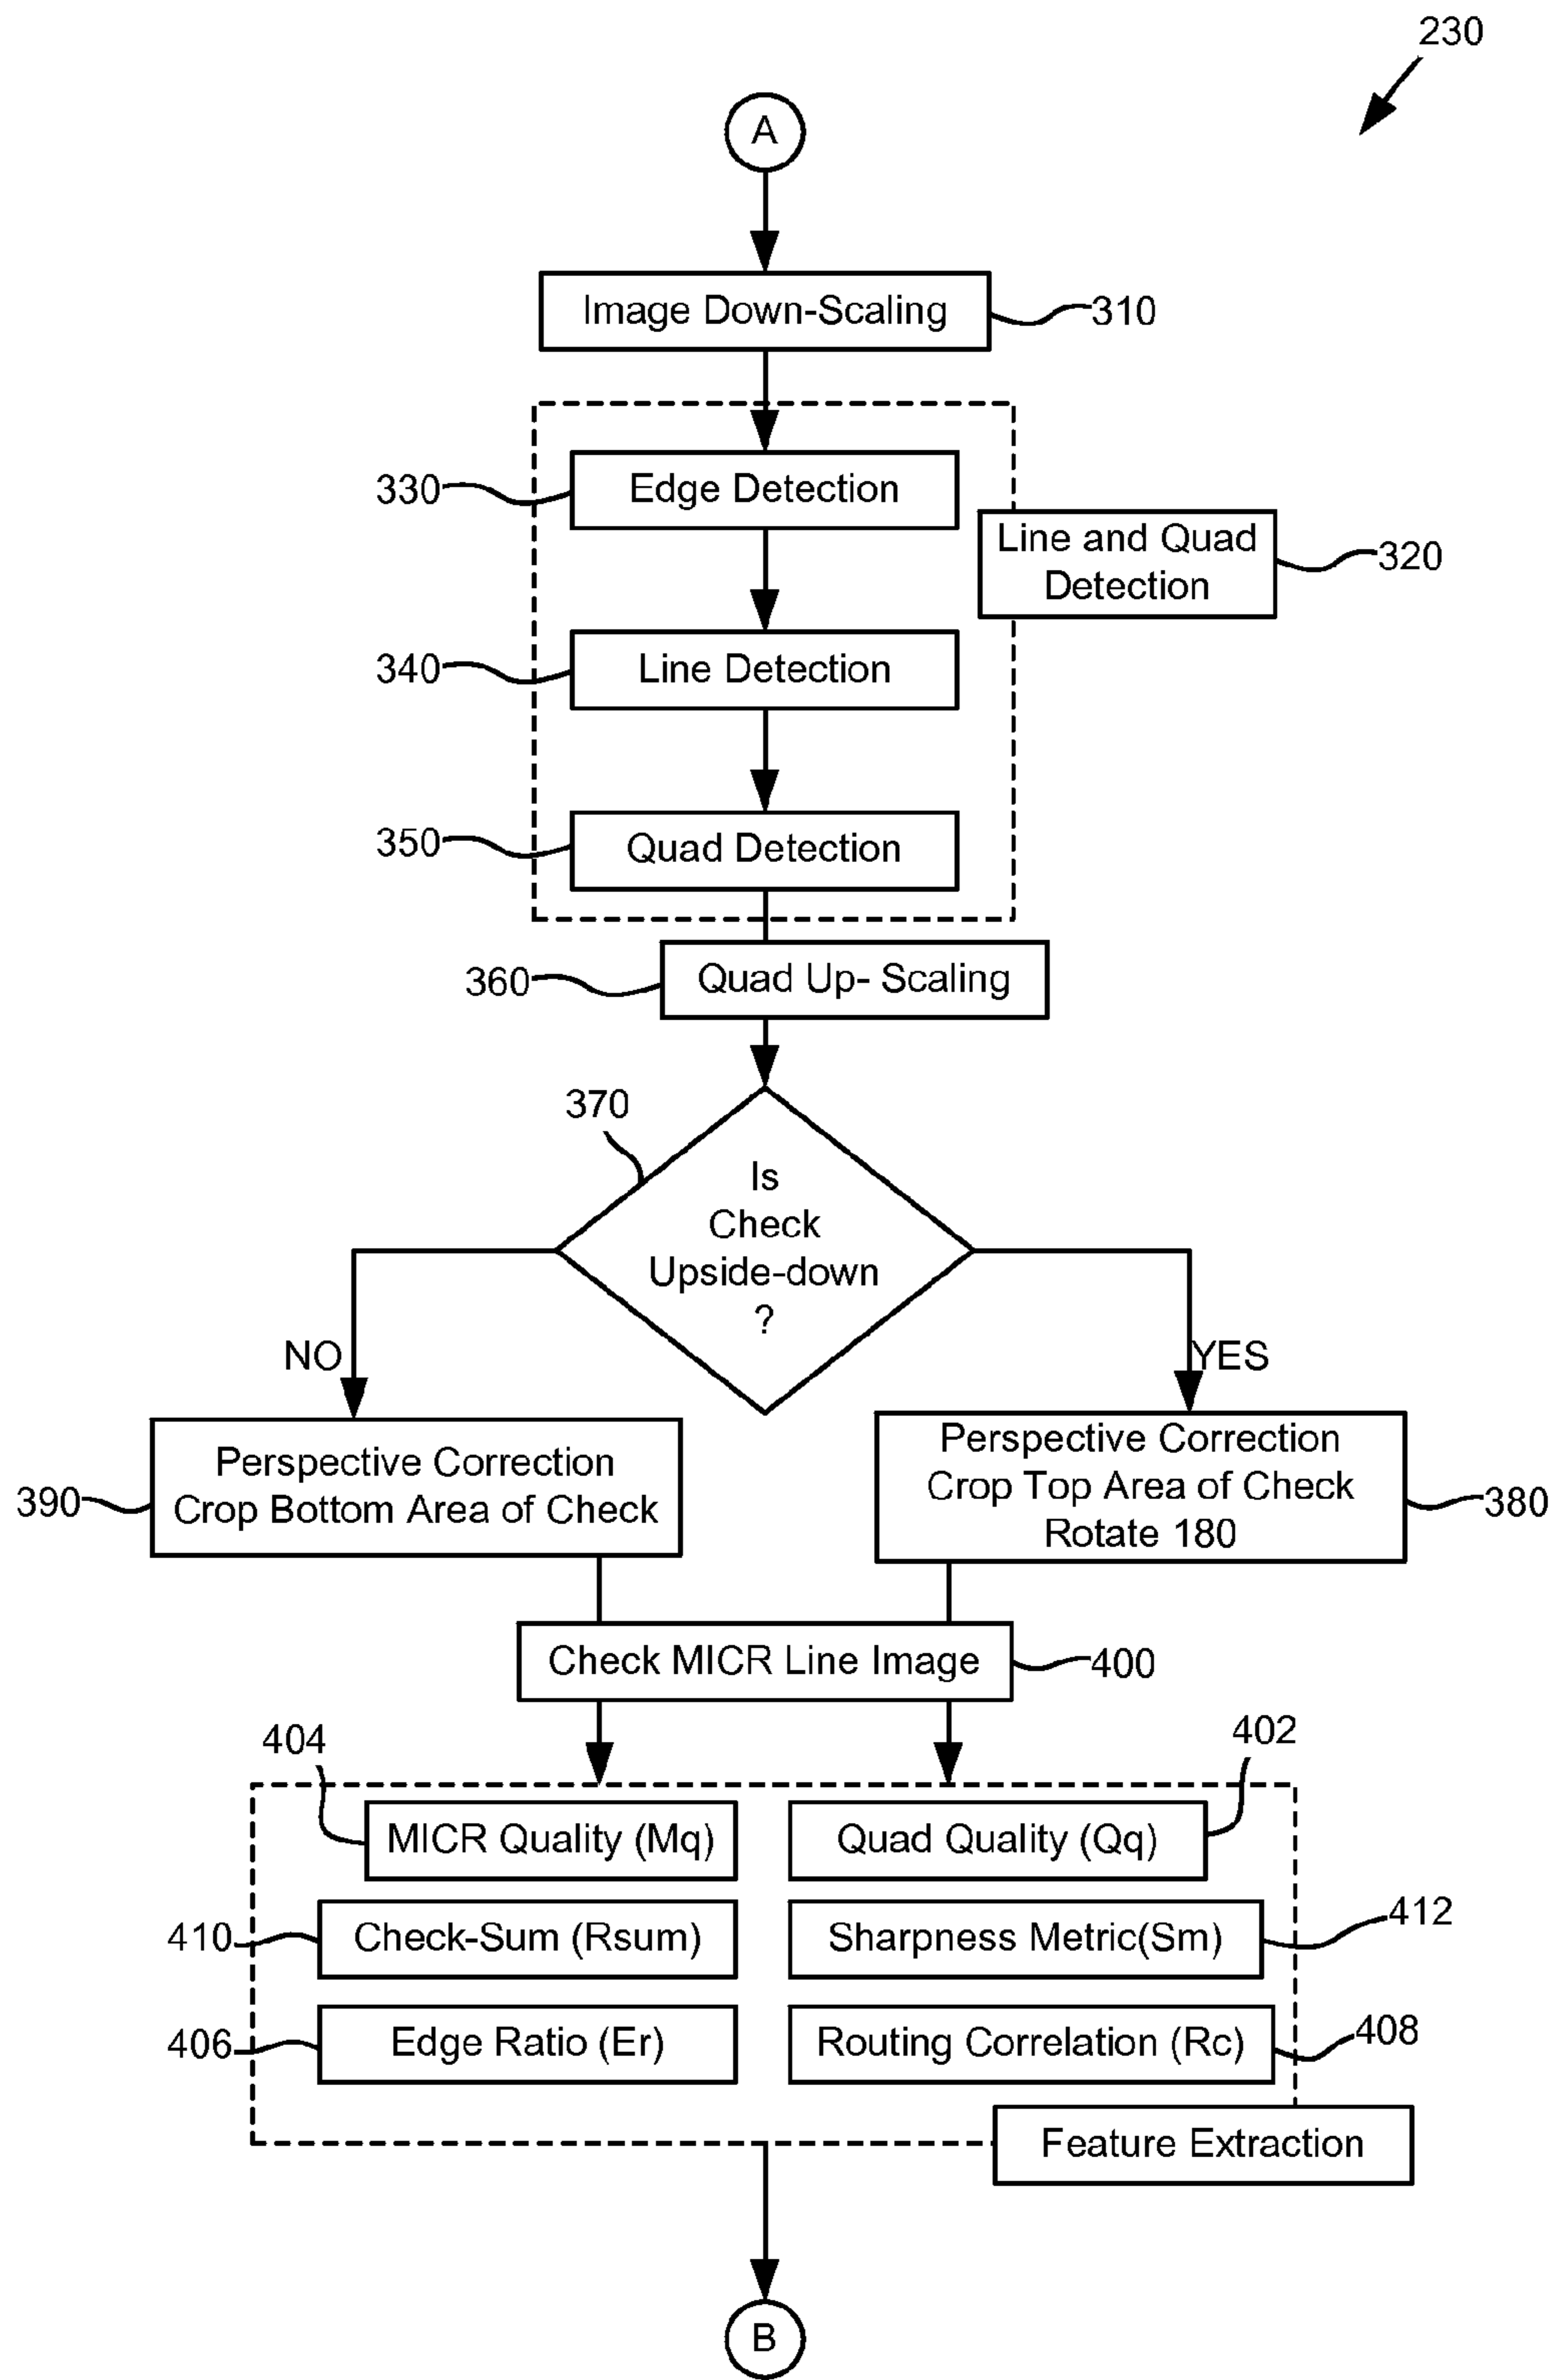 230
A
Image Down-Scaling
310
330
Edge Detection
Line and Quad
Detection
320
340
Line Detection
350
Quad Detection
360
Quad Up- Scaling
370
Is
Check
Upside-down
?
NO
YES
390
Perspective Correction
Crop Bottom Area of Check
Perspective Correction
Crop Top Area of Check
Rotate 180
380
Check MICR Line Image
400
404
402
MICR Quality (Mq)
Quad Quality (Qq)
410
Check-Sum (Rsum)
Sharpness Metric(Sm)
412
406
Edge Ratio (Er)
Routing Correlation (Rc)
408
Feature Extraction
B